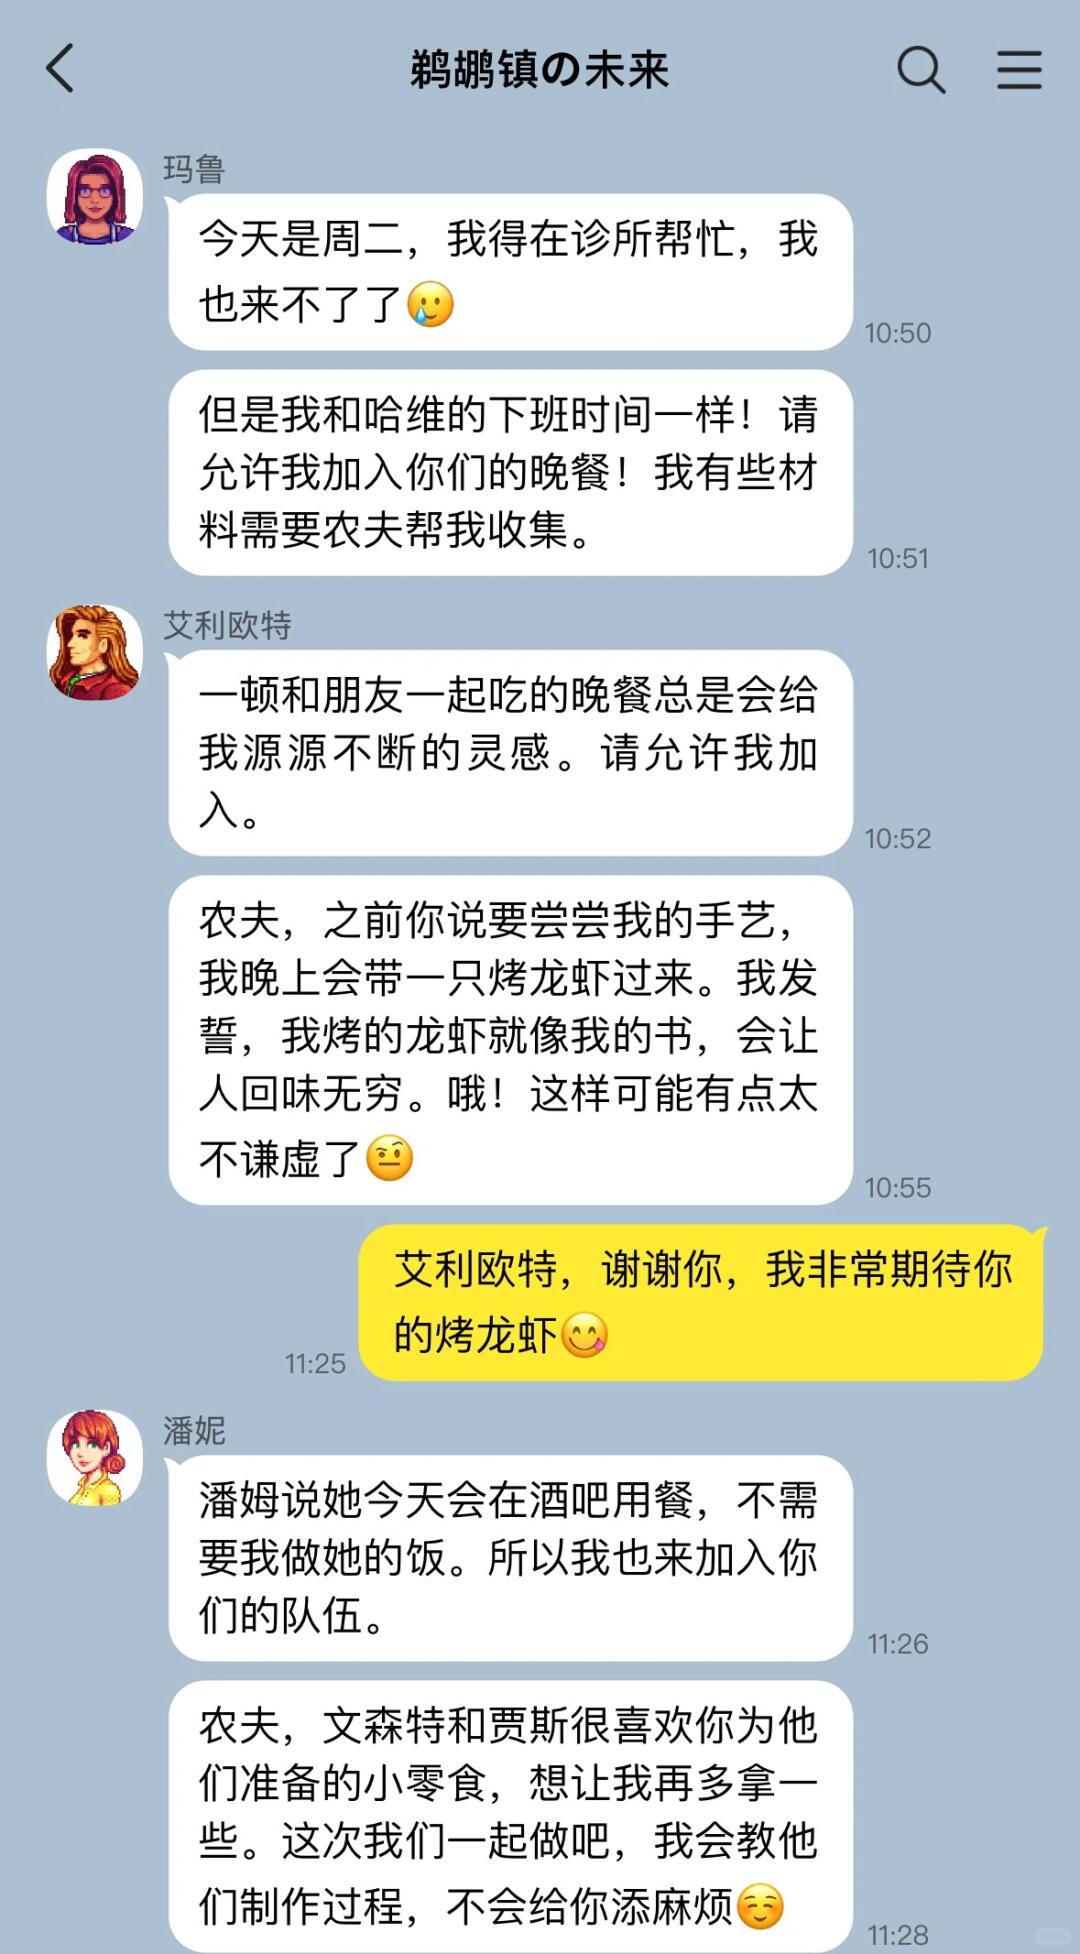 鹈鹕镇の未来
玛鲁
今天是周二，我得在诊所帮忙，我
也来不了了🥲
10:50
但是我和哈维的下班时间一样！请
允许我加入你们的晚餐！我有些材
料需要农夫帮我收集。
10:51
艾利欧特
一顿和朋友一起吃的晚餐总是会给
我源源不断的灵感。请允许我加
入。
10:52
农夫，之前你说要尝尝我的手艺，
我晚上会带一只烤龙虾过来。我发
誓，我烤的龙虾就像我的书，会让
人回味无穷。哦！这样可能有点太
不谦虚了🤨
10:55
艾利欧特，谢谢你，我非常期待你
的烤龙虾😋
11:25
潘妮
潘姆说她今天会在酒吧用餐，不需
要我做她的饭。所以我也来加入你
们的队伍。
11:26
农夫，文森特和贾斯很喜欢你为他
们准备的小零食，想让我再多拿一
些。这次我们一起做吧，我会教他
们制作过程，不会给你添麻烦☺️
11:28